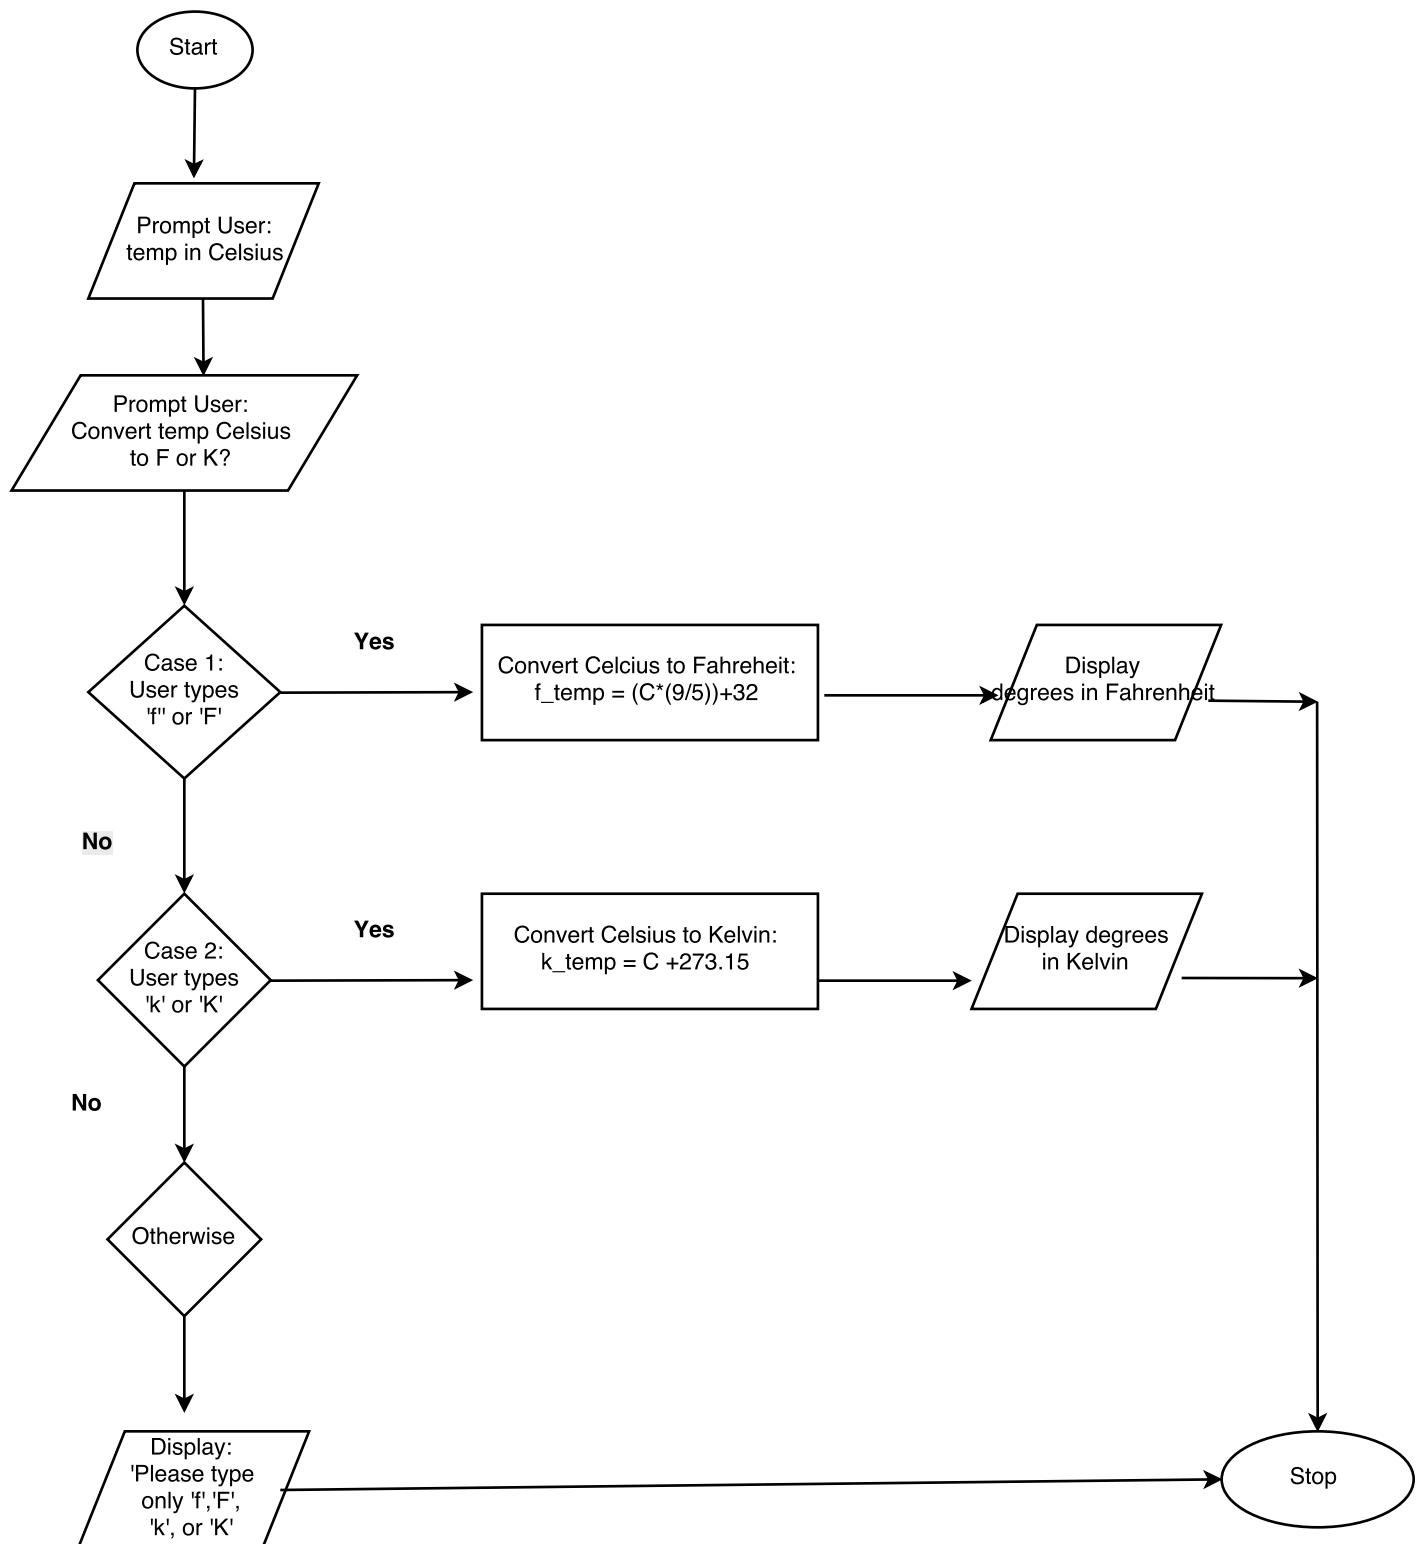 Start
Prompt User:
temp in Celsius
Prompt User:
Convert temp Celsius
to F or K?
Case 1:
User types
'f" or 'F'
Yes
Convert Celcius to Fahreheit:
f_temp = (C*(9/5))+32
Display
degrees in Fahrenheit
No
Case 2:
User types
'k' or 'K'
Yes
Convert Celsius to Kelvin:
k_temp = C +273.15
Display degrees
in Kelvin
No
Otherwise
Display:
'Please type
only 'f','F',
'k', or 'K'
Stop